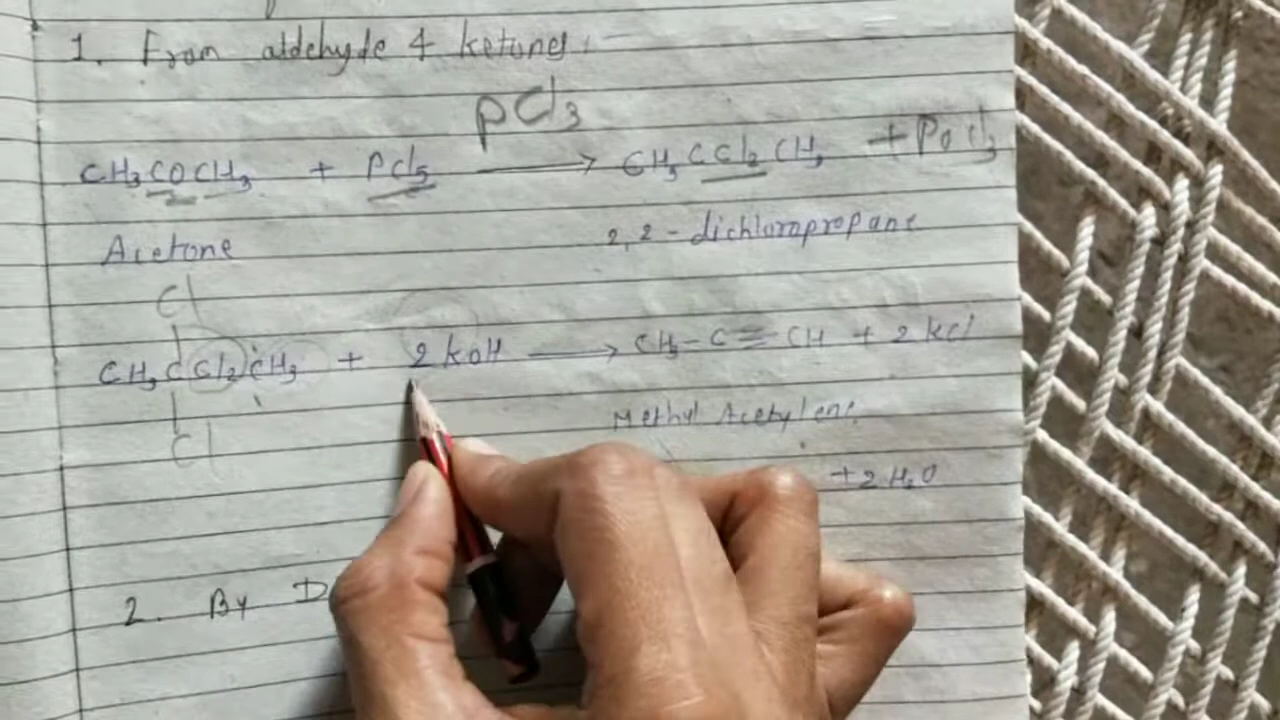 1. From aldehyde & ketones
PCl3
CH3COCH3 + PCl5 → CH3CCl2CH3 + POCl3
Acetone 2,2-dichloropropane
Cl
CH3CCl2CH3 + 2KOH → CH3-C≡CH + 2KCl
Cl
Methyl Acetylene
+2H2O
2. By